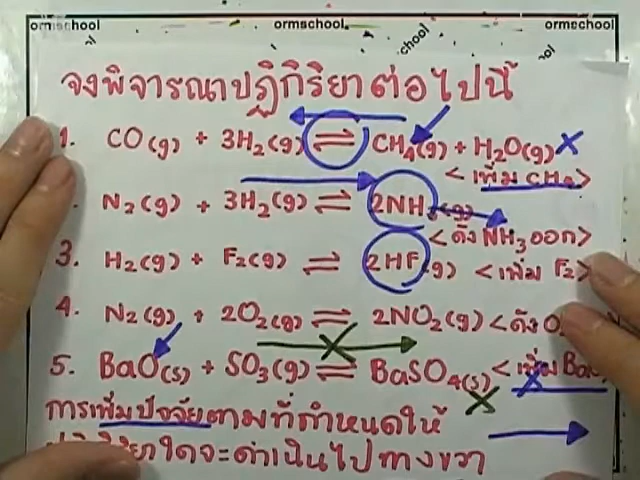 ormschool ormschool ormschool
chool
จงพิจารณาปฏิกิริยาต่อไปนี้
1. CO(g) + 3H₂(g) ⇌ CH₄(g) + H₂O(g) ×
<เพิ่ม CH₄>
N₂(g) + 3H₂(g) ⇌ 2NH₃(g)
<ดึง NH₃ ออก>
3. H₂(g) + F₂(g) ⇌ 2HF(g) <เพิ่ม F₂>
4. N₂(g) + 2O₂(g) ⇌ 2NO₂(g) <ดึง
5. BaO(s) + SO₃(g) ⇌ BaSO₄(s) <เพิ่ม
การเพิ่มปัจจัยตามที่กำหนดให้
ปฏิกิริยาใดจะดำเนินไปทางขวา